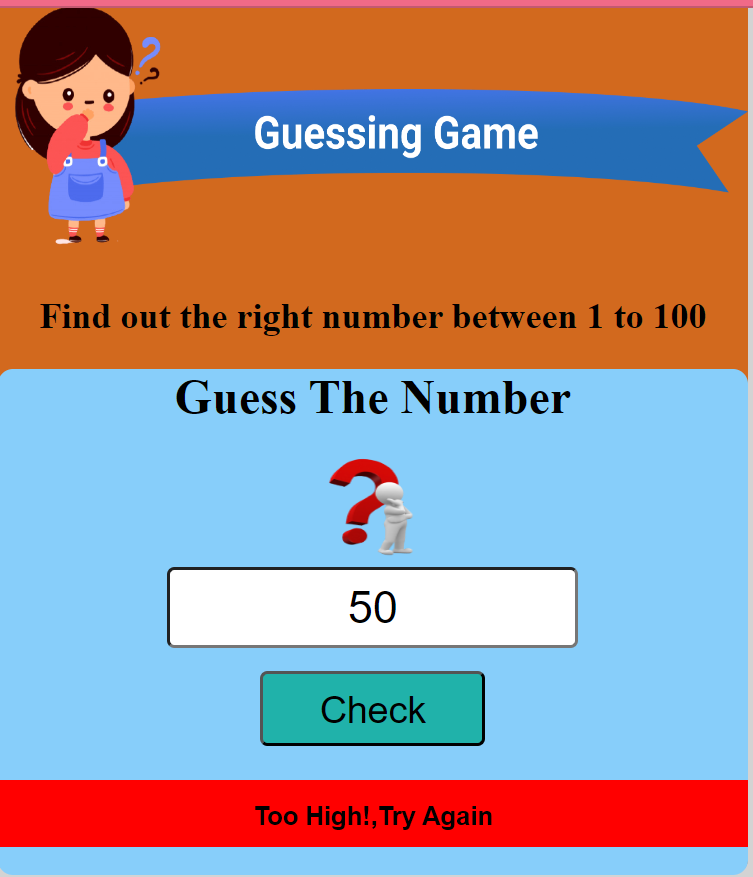 Guessing Game
Find out the right number between 1 to 100
Guess The Number
50
Check
Too High!,Try Again